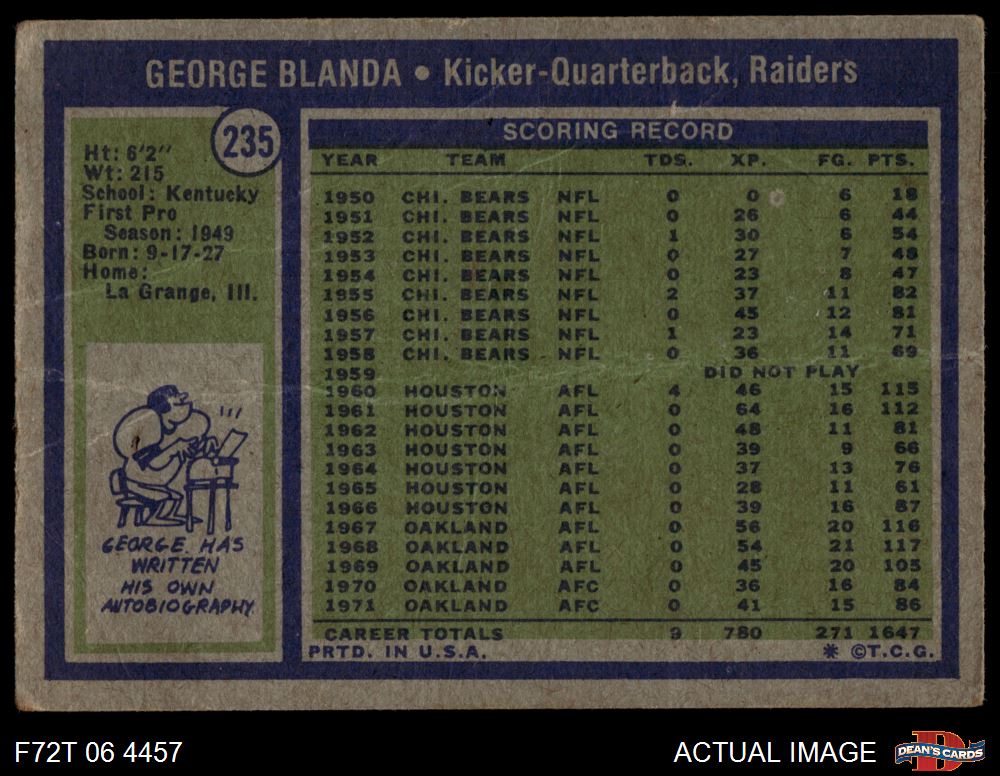 GEORGE BLANDA • Kicker-Quarterback, Raiders
235
Ht: 6'2"
Wt: 215
School: Kentucky
First Pro
Season: 1949
Born: 9-17-27
Home:
La Grange, Ill.
GEORGE HAS
WRITTEN
HIS OWN
AUTOBIOGRAPHY
SCORING RECORD
YEAR TEAM TDS. XP. FG. PTS.
1950 CHI. BEARS NFL 0 0 6 18
1951 CHI. BEARS NFL 0 26 6 44
1952 CHI. BEARS NFL 1 30 6 54
1953 CHI. BEARS NFL 0 27 7 48
1954 CHI. BEARS NFL 0 23 8 47
1955 CHI. BEARS NFL 2 37 11 82
1956 CHI. BEARS NFL 0 45 12 81
1957 CHI. BEARS NFL 1 23 14 71
1958 CHI. BEARS NFL 0 36 11 69
1959 DID NOT PLAY
1960 HOUSTON AFL 4 46 15 115
1961 HOUSTON AFL 0 64 16 112
1962 HOUSTON AFL 0 48 11 81
1963 HOUSTON AFL 0 39 9 66
1964 HOUSTON AFL 0 37 13 76
1965 HOUSTON AFL 0 28 11 61
1966 HOUSTON AFL 0 39 16 87
1967 OAKLAND AFL 0 56 20 116
1968 OAKLAND AFL 0 54 21 117
1969 OAKLAND AFL 0 45 20 105
1970 OAKLAND AFC 0 36 16 84
1971 OAKLAND AFC 0 41 15 86
CAREER TOTALS 9 780 271 1647
PRTD. IN U.S.A. * ©T.C.G.
F72T 06 4457
ACTUAL IMAGE
D
DEAN'S CARDS